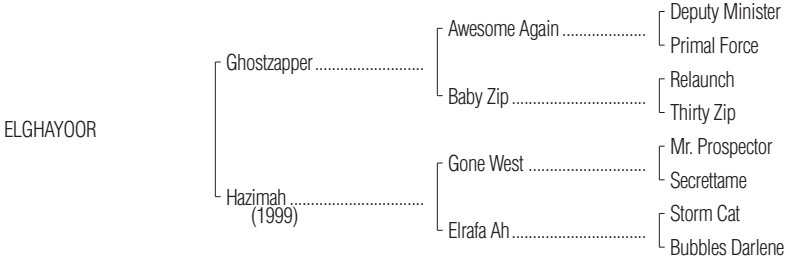 Deputy Minister
Awesome Again ....................
Primal Force
Ghostzapper .........................
Relaunch
Baby Zip ................................
Thirty Zip
ELGHAYOOR
Mr. Prospector
Gone West ............................
Secrettame
Hazimah ...............................
(1999)
Storm Cat
Elrafa Ah ................................
Bubbles Darlene